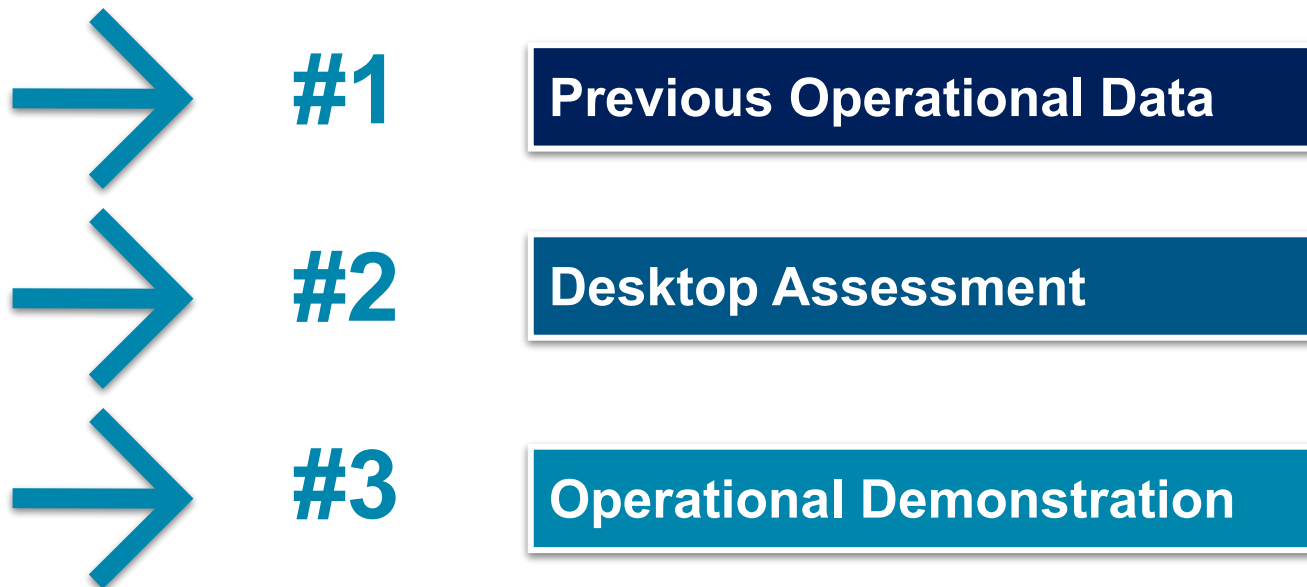 #1 Previous Operational Data
#2 Desktop Assessment
#3 Operational Demonstration